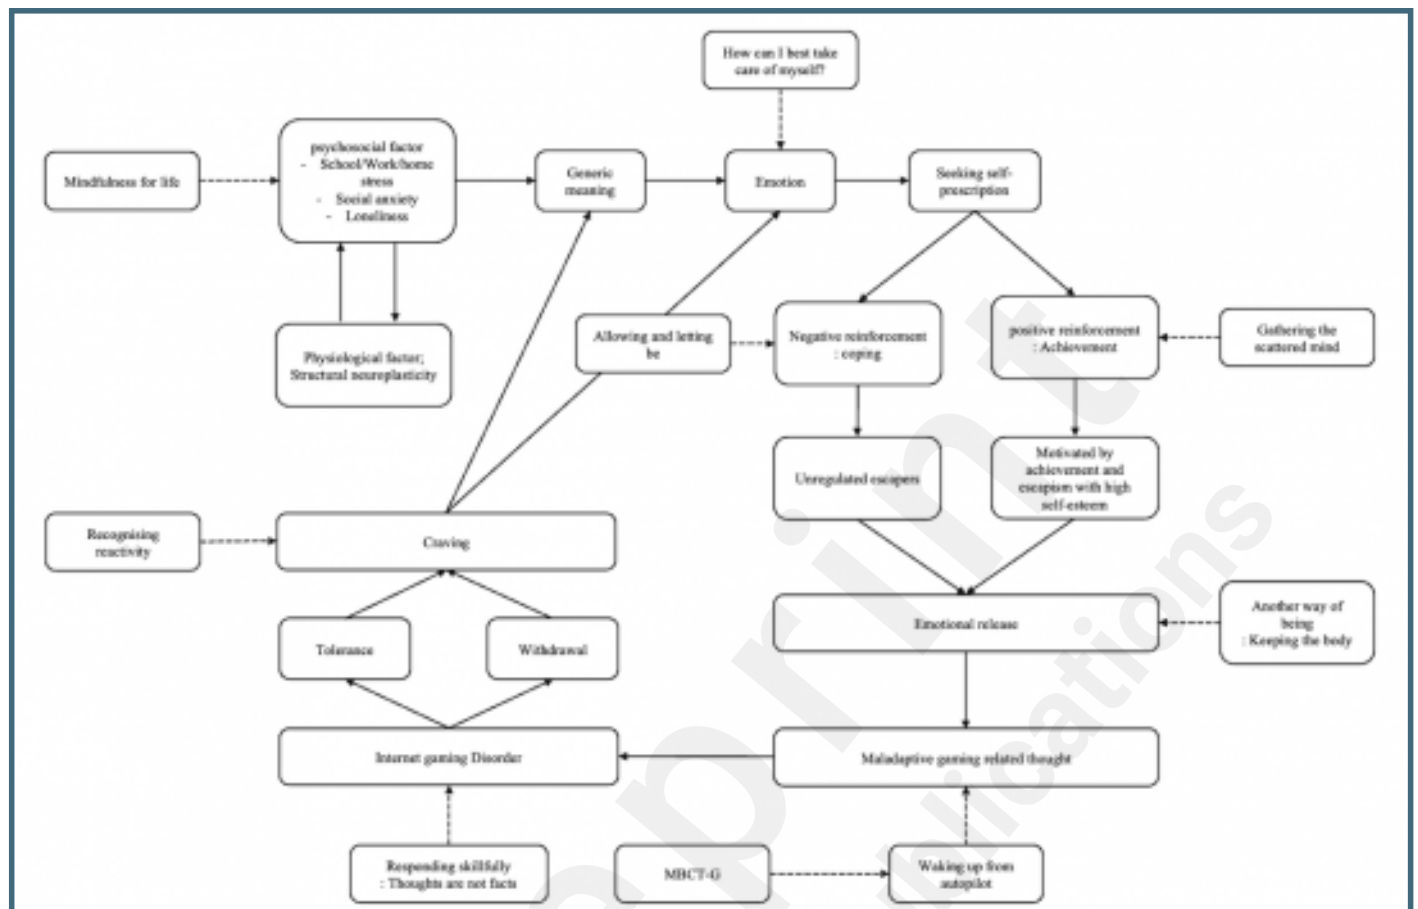 How can I best take
care of myself?
Mindfulness for life
psychosocial factor
- School/Work/home
stress
- Social anxiety
- Loneliness
Generic
meaning
Emotion
Seeking self-
prescription
Physiological factor;
Structural neuroplasticity
Allowing and letting
be
Negative reinforcement
: coping
positive reinforcement
: Achievement
Gathering the
scattered mind
Unregulated escapers
Motivated by
achievement and
escapism with high
self-esteem
Recognising
reactivity
Craving
Tolerance
Withdrawal
Emotional release
Another way of
being
: Keeping the body
Internet gaming Disorder
Maladaptive gaming related thought
Responding skillfully
: Thoughts are not facts
MBCT-G
Waking up from
autopilot